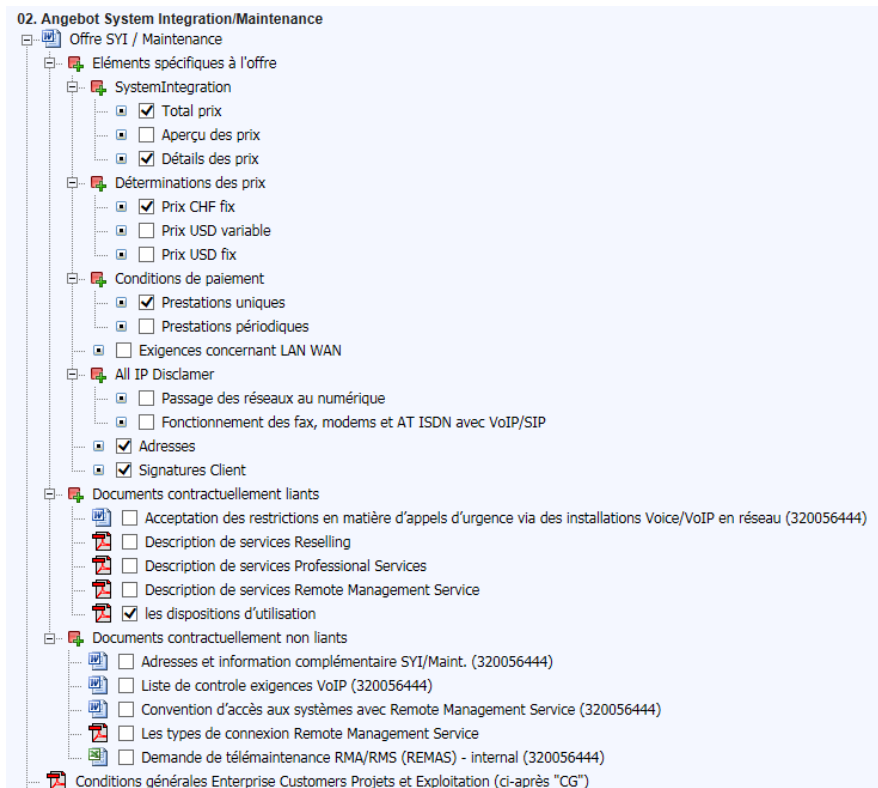 02. Angebot System Integration/Maintenance
Offre SYI / Maintenance
Eléments spécifiques à l'offre
SystemIntegration
Total prix
Aperçu des prix
Détails des prix
Déterminations des prix
Prix CHF fix
Prix USD variable
Prix USD fix
Conditions de paiement
Prestations uniques
Prestations périodiques
Exigences concernant LAN WAN
All IP Disclamer
Passage des réseaux au numérique
Fonctionnement des fax, modems et AT ISDN avec VoIP/SIP
Adresses
Signatures Client
Documents contractuellement liants
Acceptation des restrictions en matière d'appels d'urgence via des installations Voice/VoIP en réseau (320056444)
Description de services Reselling
Description de services Professional Services
Description de services Remote Management Service
les dispositions d'utilisation
Documents contractuellement non liants
Adresses et information complémentaire SYI/Maint. (320056444)
Liste de controle exigences VoIP (320056444)
Convention d'accès aux systèmes avec Remote Management Service (320056444)
Les types de connexion Remote Management Service
Demande de télémaintenance RMA/RMS (REMAS) - internal (320056444)
Conditions générales Enterprise Customers Projets et Exploitation (ci-après "CG")